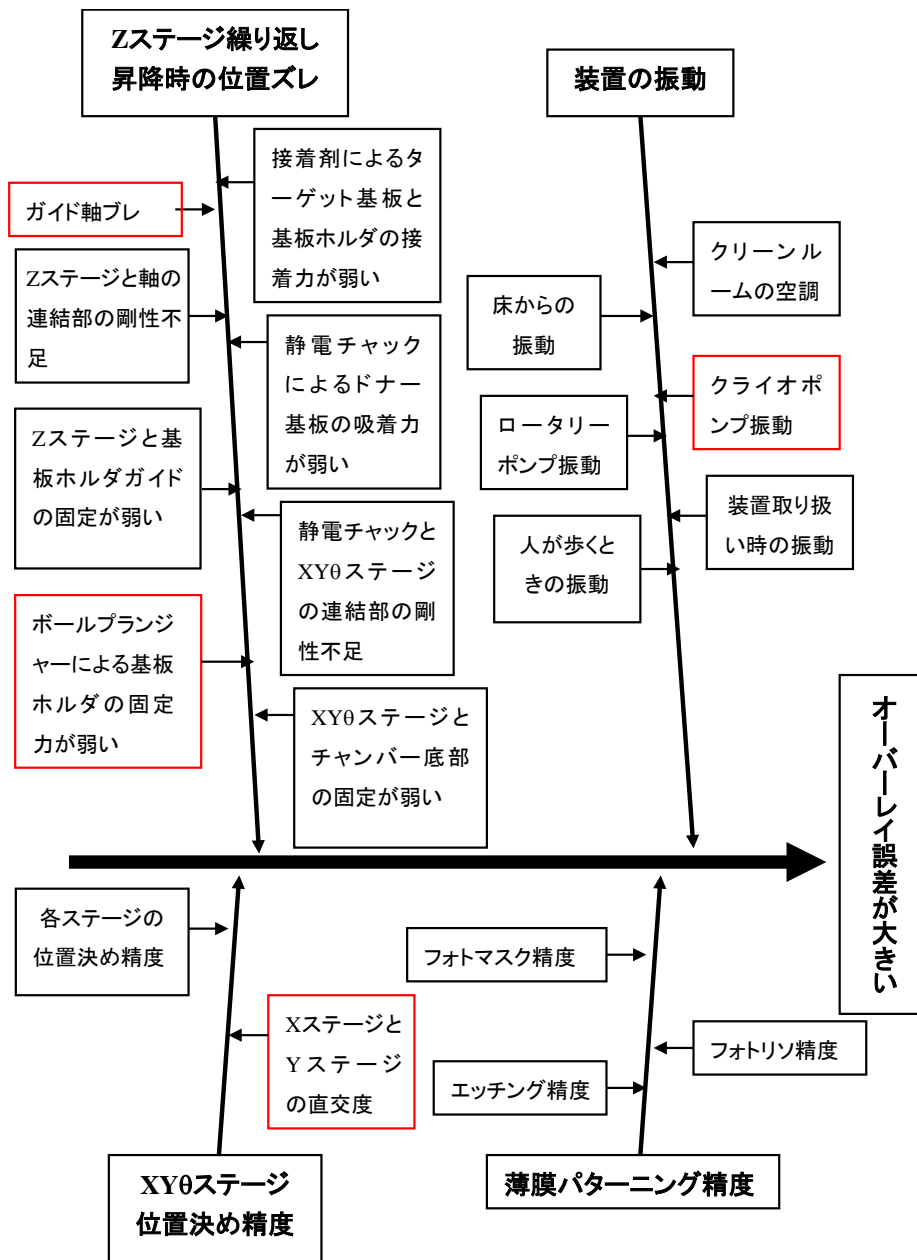 Zステージ繰り返し
昇降時の位置ズレ
装置の振動
接着剤によるタ
ーゲット基板と
基板ホルダの接
着力が弱い
ガイド軸ブレ
Zステージと軸の
連結部の剛性不
足
静電チャック
によるドナー
基板の吸着力
が弱い
Zステージと基
板ホルダガイド
の固定が弱い
静電チャックと
XYθステージ
の連結部の剛
性不足
ボールプランジ
ャーによる基板
ホルダの固定
力が弱い
XYθステージと
チャンバー底部
の固定が弱い
クリーンル
ームの空調
床からの
振動
クライオポ
ンプ振動
ロータリー
ポンプ振動
装置取り扱
い時の振動
人が歩くと
きの振動
オーバーレイ誤差が大きい
各ステージの
位置決め精度
Xステージと
Yステージ
の直交度
XYθステージ
位置決め精度
フォトマスク精度
フォトリソ精度
エッチング精度
薄膜パターニング精度